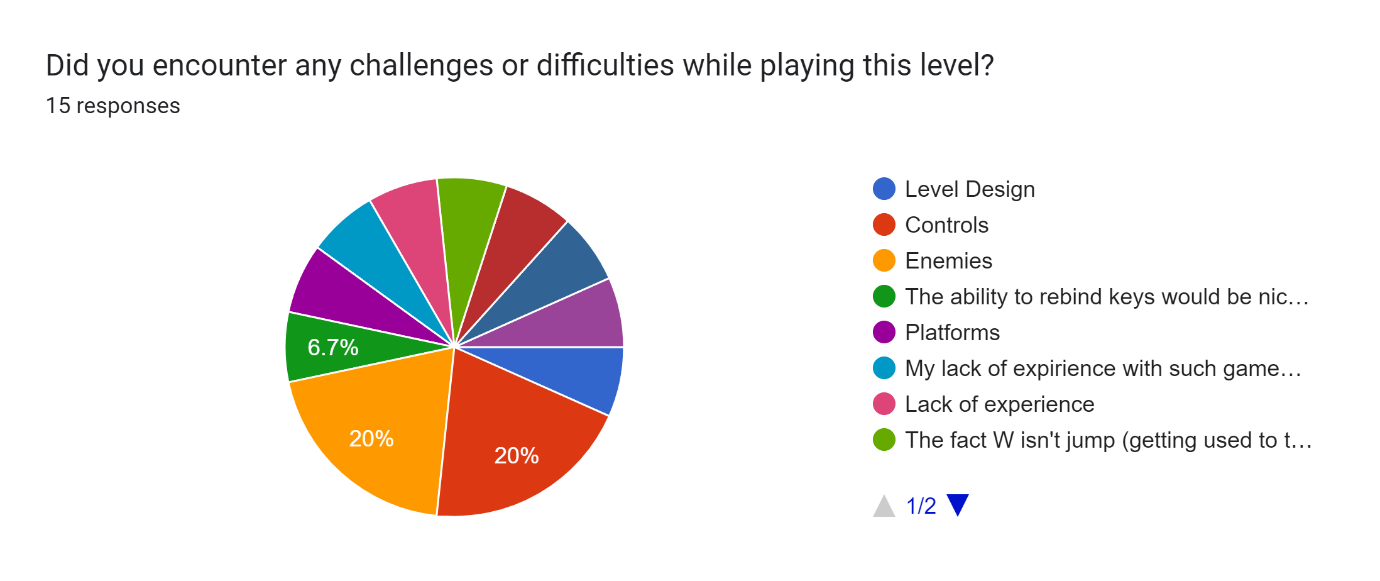 Did you encounter any challenges or difficulties while playing this level?
15 responses
6.7%
20%
20%
Level Design
Controls
Enemies
The ability to rebind keys would be nic…
Platforms
My lack of expirience with such game…
Lack of experience
The fact W isn't jump (getting used to t…
1/2